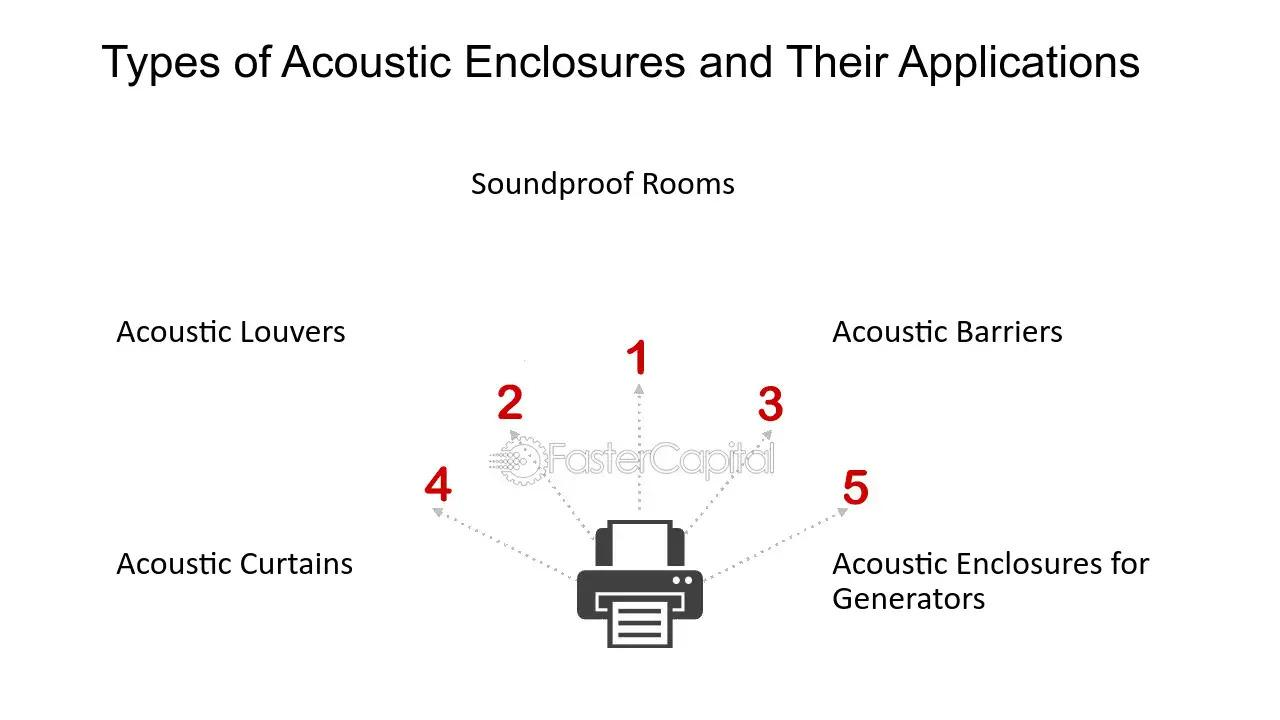 Types of Acoustic Enclosures and Their Applications
Soundproof Rooms
Acoustic Louvers
Acoustic Barriers
1
2
3
FasterCapital
4
5
Acoustic Curtains
Acoustic Enclosures for
Generators